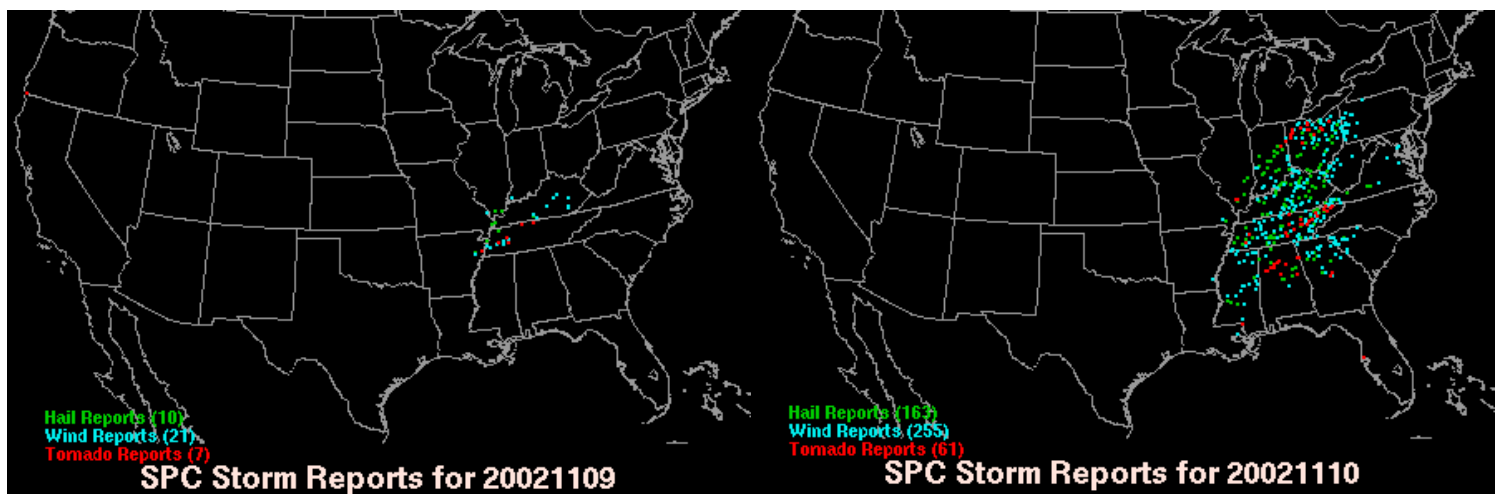 Hail Reports (10)
Wind Reports (21)
Tornado Reports (7)
SPC Storm Reports for 20021109
Hail Reports (163)
Wind Reports (255)
Tornado Reports (61)
SPC Storm Reports for 20021110